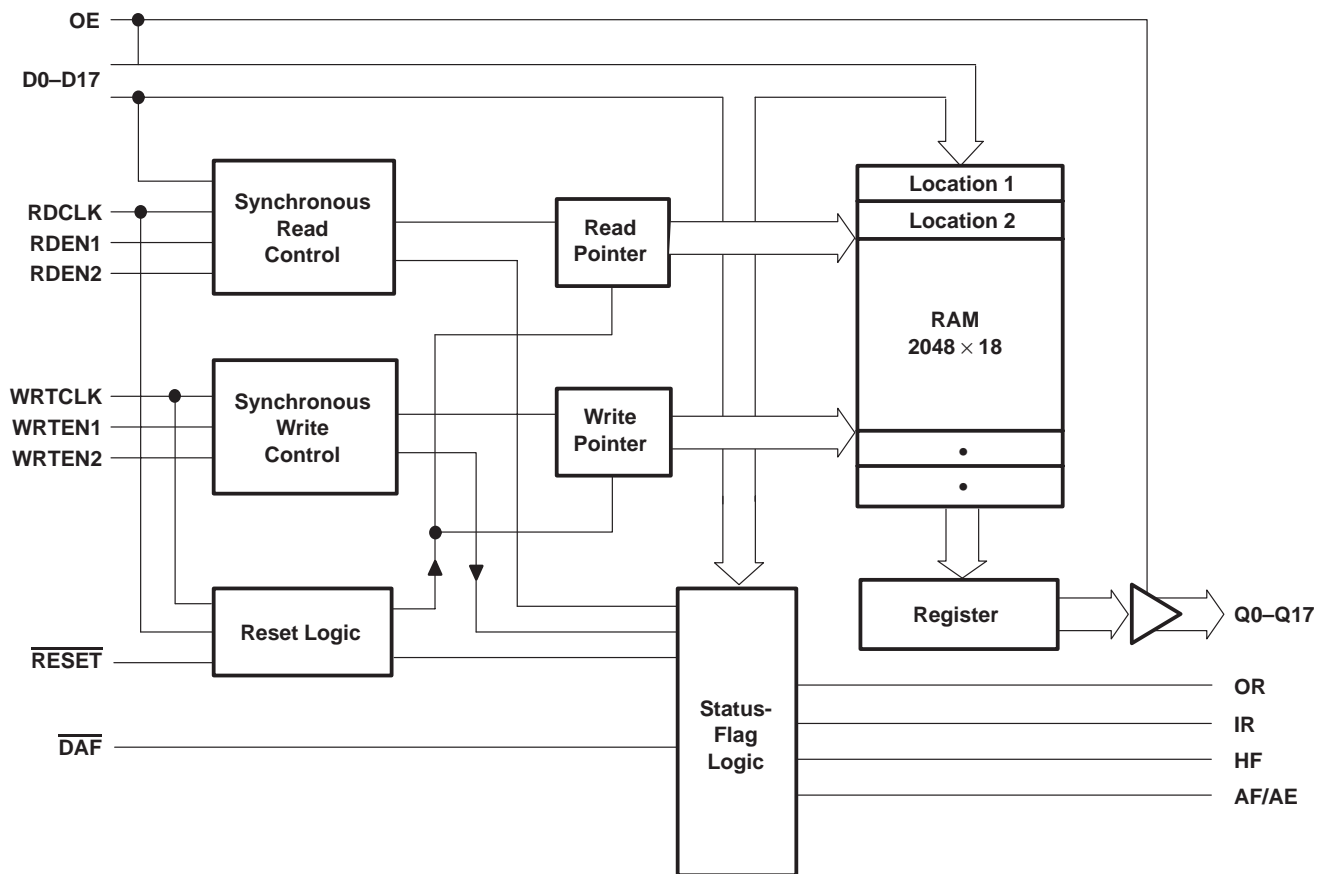 OE
D0–D17
RDCLK
RDEN1
RDEN2
Synchronous
Read
Control
Read
Pointer
Location 1
Location 2
RAM
2048 × 18
WRTCLK
WRTEN1
WRTEN2
Synchronous
Write
Control
Write
Pointer
Reset Logic
RESET
DAF
Status-
Flag
Logic
Register
Q0–Q17
OR
IR
HF
AF/AE